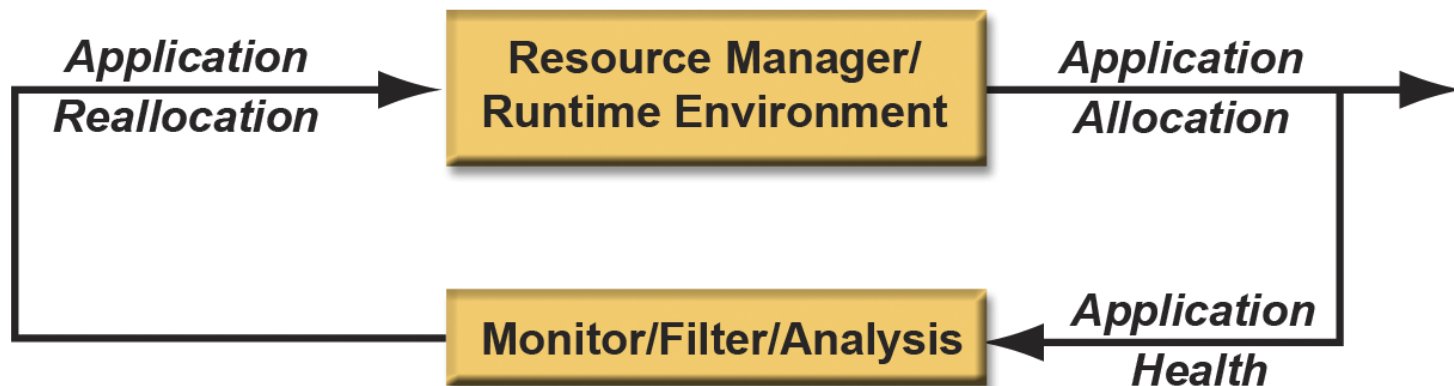 Application
Reallocation
Resource Manager/
Runtime Environment
Application
Allocation
Monitor/Filter/Analysis
Application
Health